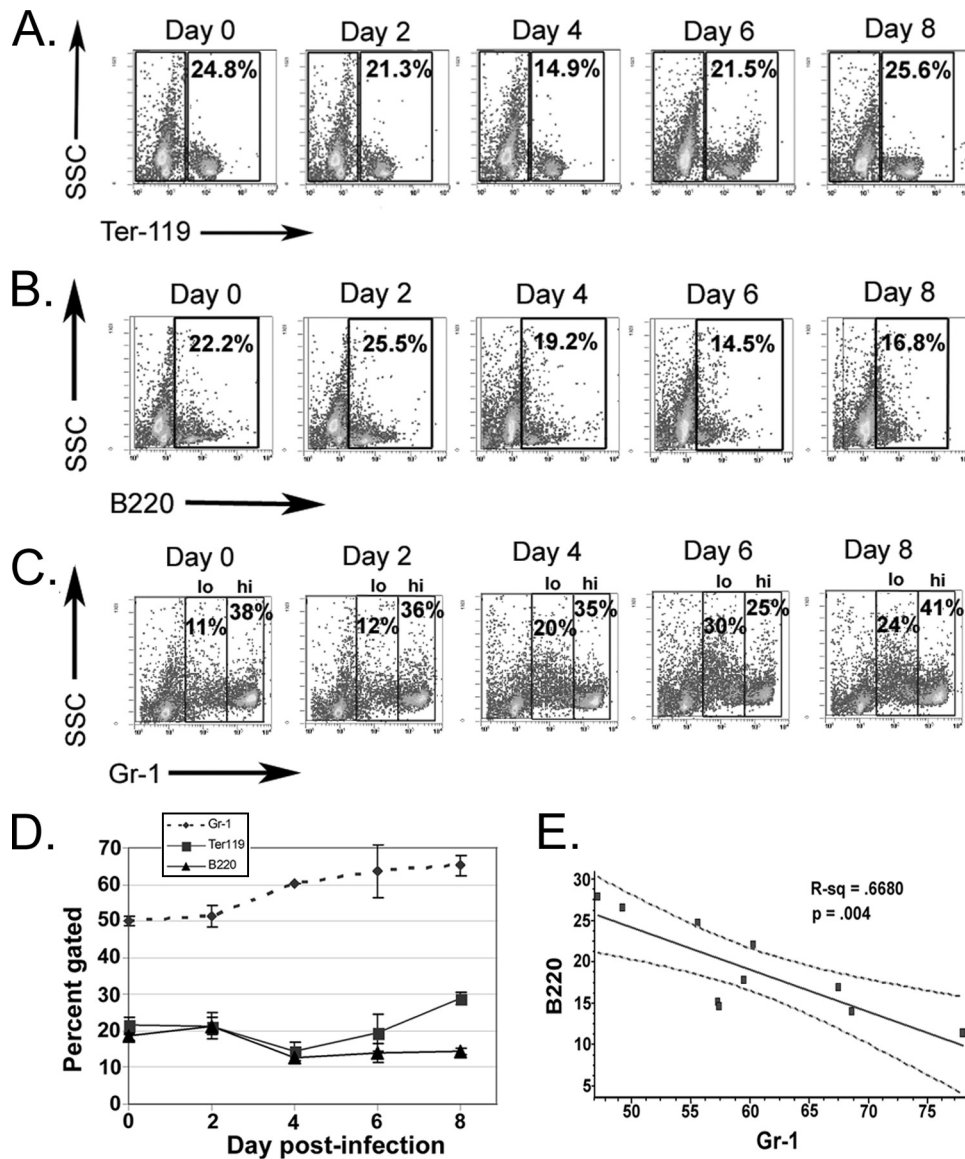 A.
Day 0 Day 2 Day 4 Day 6 Day 8
24.8% 21.3% 14.9% 21.5% 25.6%
SSC
Ter-119
B.
Day 0 Day 2 Day 4 Day 6 Day 8
22.2% 25.5% 19.2% 14.5% 16.8%
SSC
B220
C.
Day 0 Day 2 Day 4 Day 6 Day 8
lo hi lo hi lo hi lo hi lo hi
11% 38% 12% 36% 20% 35% 30% 25% 24% 41%
SSC
Gr-1
D.
Gr-1
Ter119
B220
70
60
50
40
30
20
10
0
Percent gated
0 2 4 6 8
Day post-infection
E.
R-sq = .6680
p = .004
30
25
20
15
10
5
B220
50 55 60 65 70 75
Gr-1